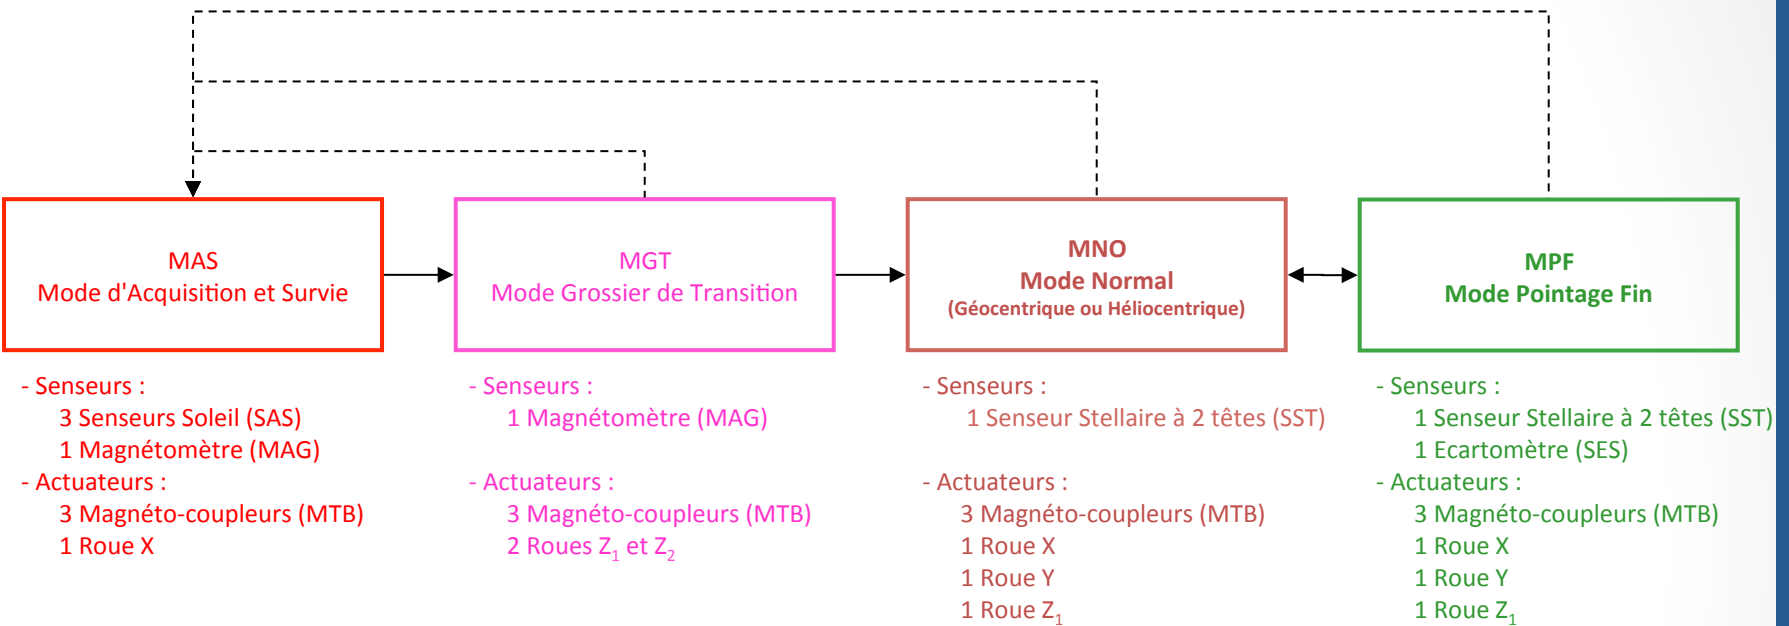 MAS
Mode d'Acquisition et Survie
MGT
Mode Grossier de Transition
MNO
Mode Normal
(Géocentrique ou Héliocentrique)
MPF
Mode Pointage Fin
- Senseurs :
3 Senseurs Soleil (SAS)
1 Magnétomètre (MAG)
- Actuateurs :
3 Magnéto-coupleurs (MTB)
1 Roue X
- Senseurs :
1 Magnétomètre (MAG)
- Actuateurs :
3 Magnéto-coupleurs (MTB)
2 Roues Z₁ et Z₂
- Senseurs :
1 Senseur Stellaire à 2 têtes (SST)
- Actuateurs :
3 Magnéto-coupleurs (MTB)
1 Roue X
1 Roue Y
1 Roue Z₁
- Senseurs :
1 Senseur Stellaire à 2 têtes (SST)
1 Ecartomètre (SES)
- Actuateurs :
3 Magnéto-coupleurs (MTB)
1 Roue X
1 Roue Y
1 Roue Z₁